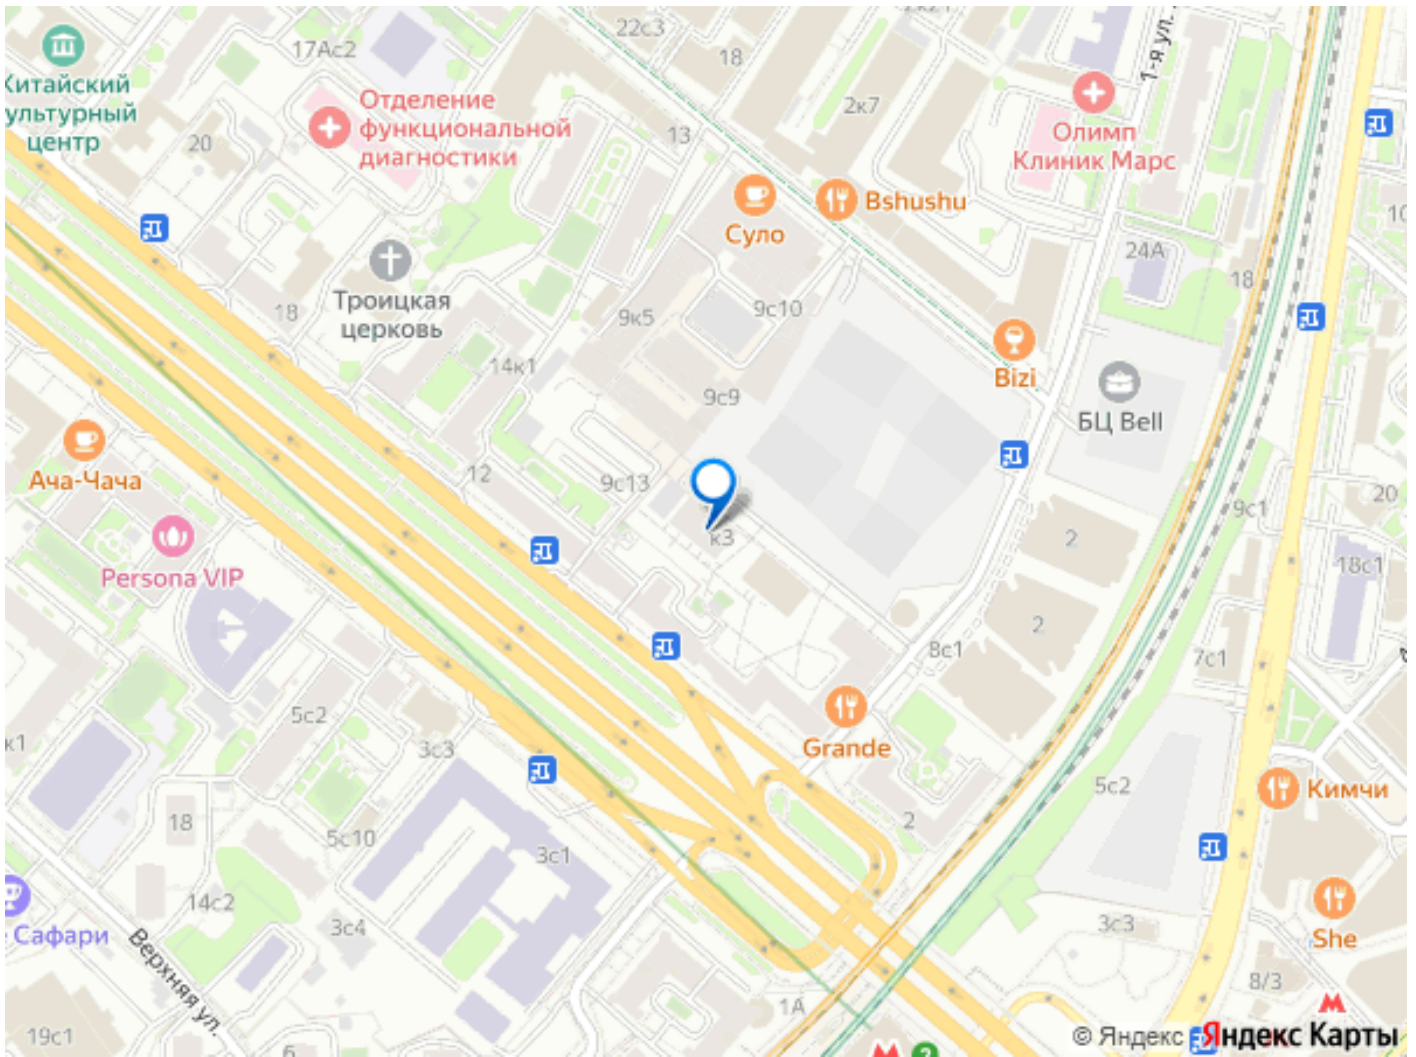 22с3
2к21
17Ас2
18
1-я ул.
Китайский
культурный
центр
Отделение
функциональной
диагностики
2к7
Олимп
Клиник Марс
20
13
Bshushu
Суло
10
24А
18
Троицкая
церковь
18
9к5
9с10
14к1
Bizi
БЦ Bell
9с9
Ача-Чача
12
9с13
20
9с1
к3
2
18с1
Persona VIP
2
8с1
7с1
5с2
к1
3с3
Grande
5с2
Кимчи
18
5с10
2
3с1
14с2
3с4
3с3
Сафари
She
Верхняя ул.
8/3
1А
19с1
6
2
© Яндекс Яндекс Карты